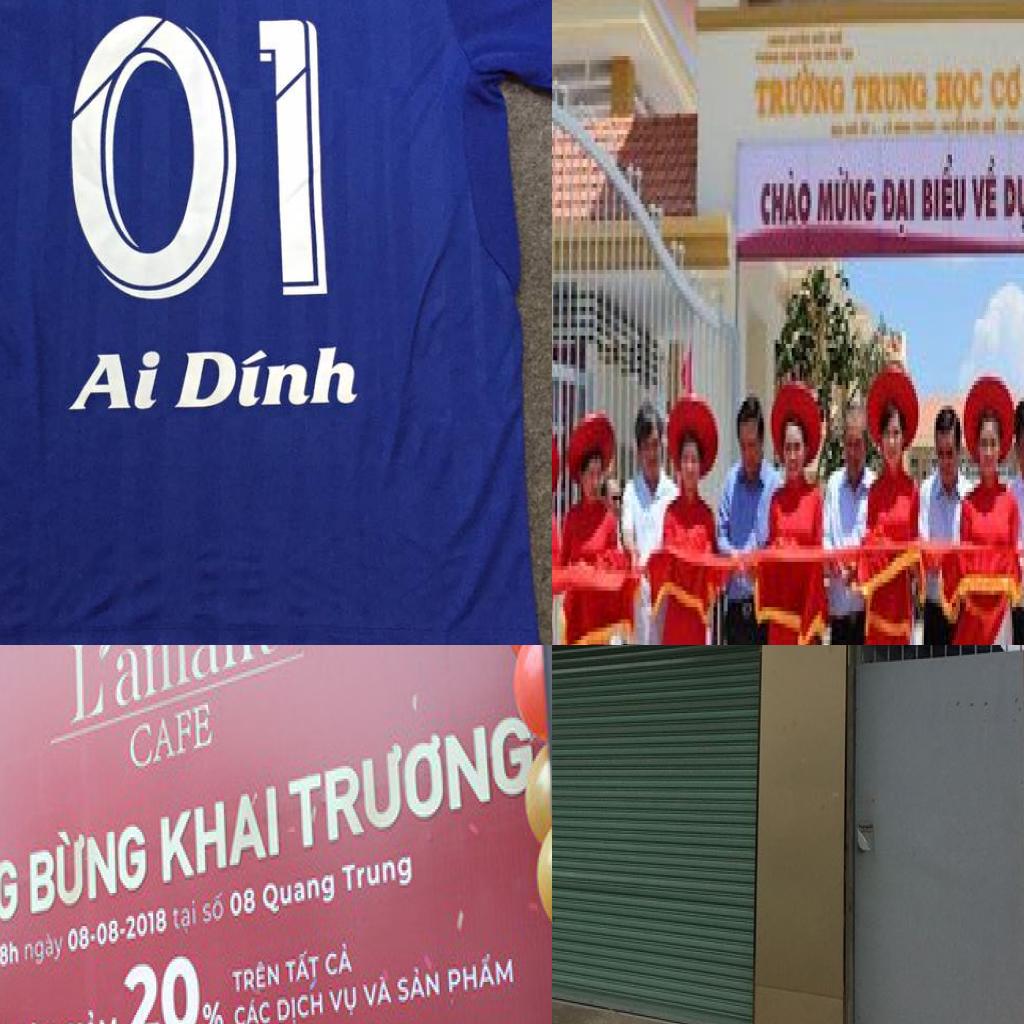 01
Ai Dính
TRƯỜNG TRUNG HỌC CƠ
CHÀO MỪNG ĐẠI BIỂU VỀ DỰ
L'amant
CAFE
G BỪNG KHAI TRƯƠNG
8h ngày 08-08-2018 tại số 08 Quang Trung
20% TRÊN TẤT CẢ
CÁC DỊCH VỤ VÀ SẢN PHẨM